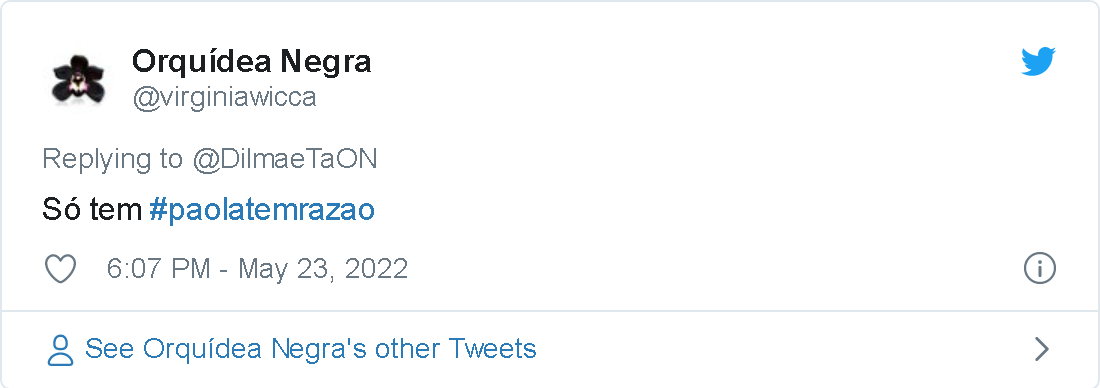 Orquídea Negra
@virginiawicca
Replying to @DilmaeTaON
Só tem #paolatemrazao
6:07 PM - May 23, 2022
See Orquídea Negra's other Tweets